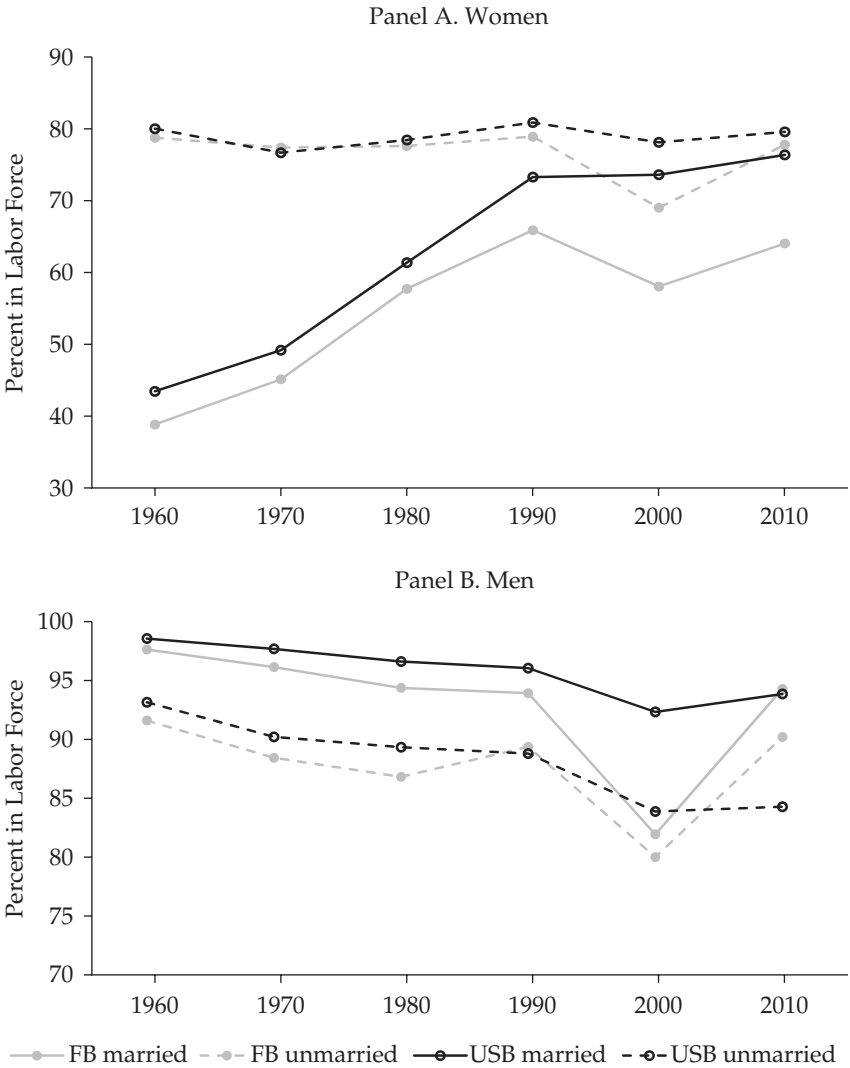 Panel A. Women
90
80
70
60
50
40
30
Percent in Labor Force
1960 1970 1980 1990 2000 2010
Panel B. Men
100
95
90
85
80
75
70
Percent in Labor Force
1960 1970 1980 1990 2000 2010
FB married FB unmarried USB married USB unmarried